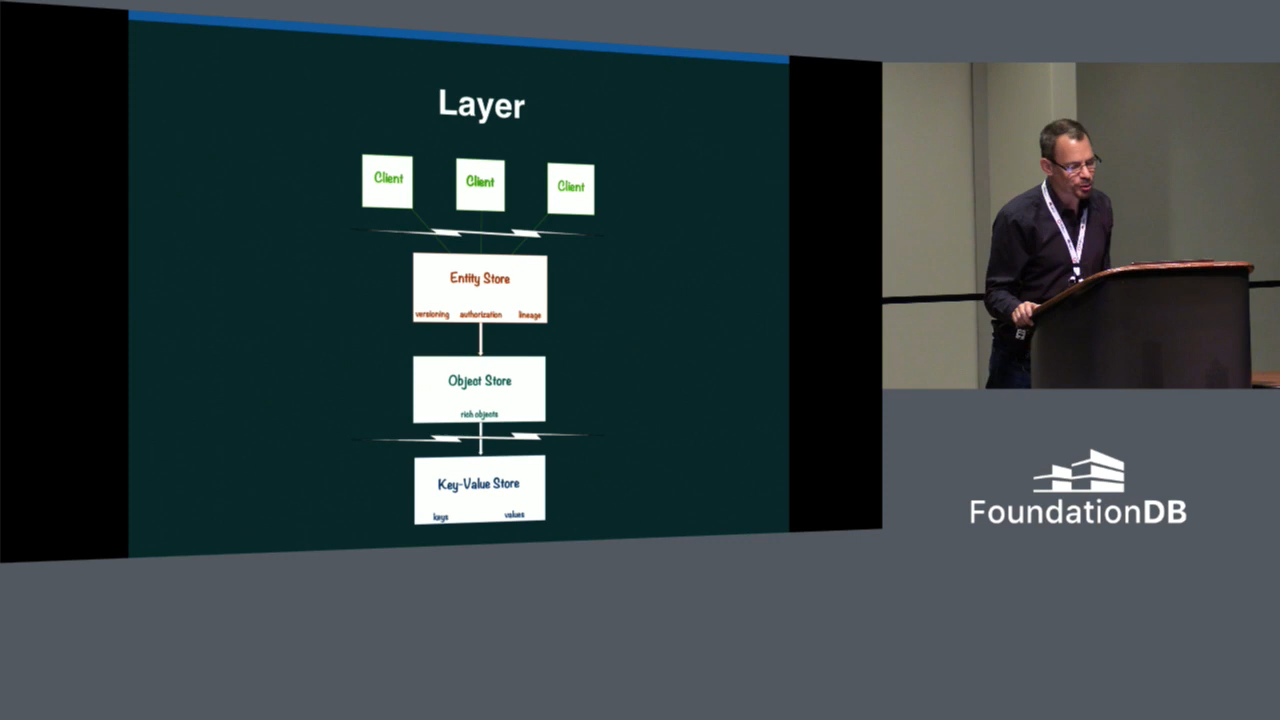 Layer
Client
Client
Client
Entity Store
versioning authorization lineage
Object Store
rich objects
Key-Value Store
keys values
FoundationDB